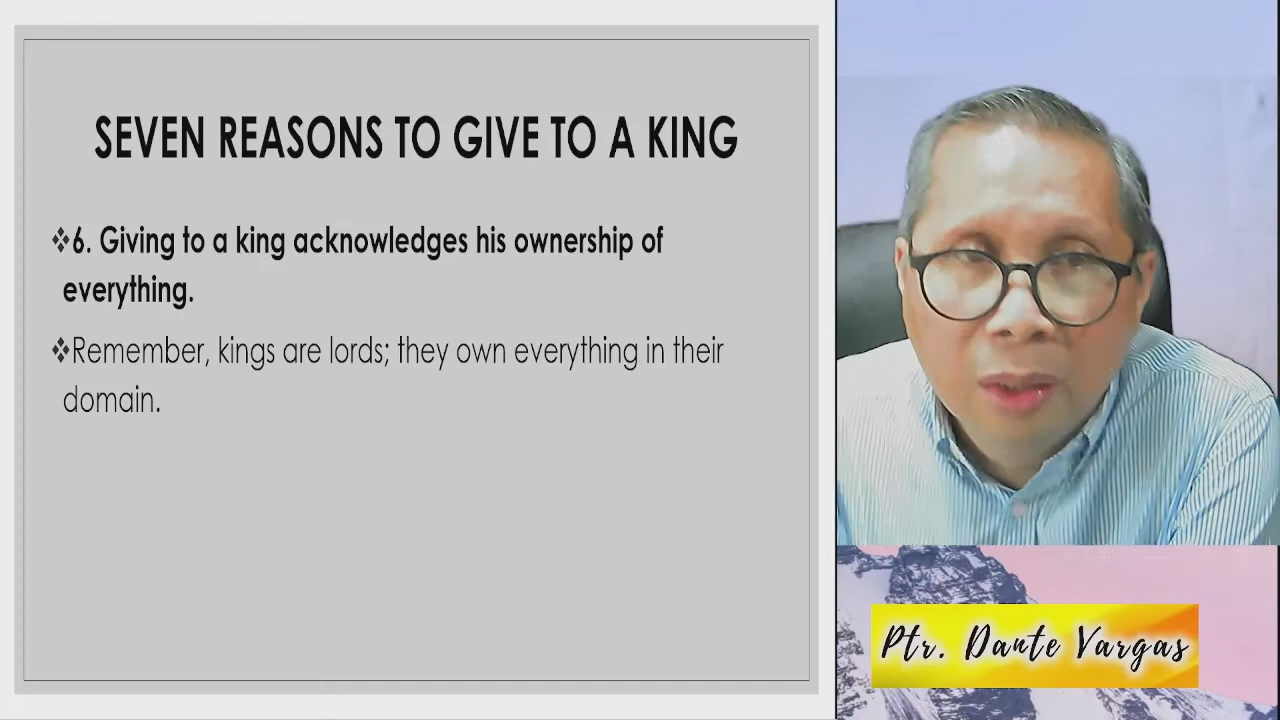 SEVEN REASONS TO GIVE TO A KING
❖6. Giving to a king acknowledges his ownership of
everything.
❖Remember, kings are lords; they own everything in their
domain.
Ptr. Dante Vargas